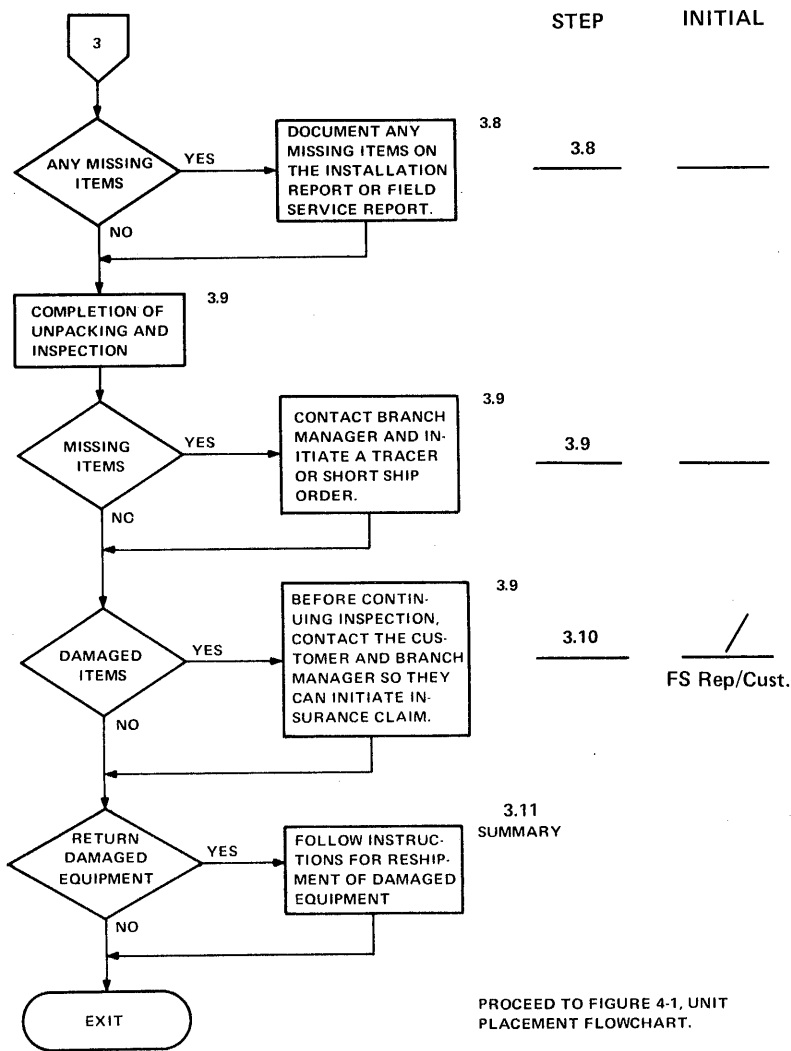 STEP INITIAL
3
ANY MISSING
ITEMS
YES
NO
DOCUMENT ANY
MISSING ITEMS ON
THE INSTALLATION
REPORT OR FIELD
SERVICE REPORT.
3.8
3.8
COMPLETION OF
UNPACKING AND
INSPECTION
3.9
MISSING
ITEMS
YES
NO
CONTACT BRANCH
MANAGER AND IN-
ITIATE A TRACER
OR SHORT SHIP
ORDER.
3.9
3.9
DAMAGED
ITEMS
YES
NO
BEFORE CONTIN-
UING INSPECTION,
CONTACT THE CUS-
TOMER AND BRANCH
MANAGER SO THEY
CAN INITIATE IN-
SURANCE CLAIM.
3.9
3.10
/
FS Rep/Cust.
RETURN
DAMAGED
EQUIPMENT
YES
NO
FOLLOW INSTRUC-
TIONS FOR RESHIP-
MENT OF DAMAGED
EQUIPMENT
3.11
SUMMARY
EXIT
PROCEED TO FIGURE 4-1, UNIT
PLACEMENT FLOWCHART.